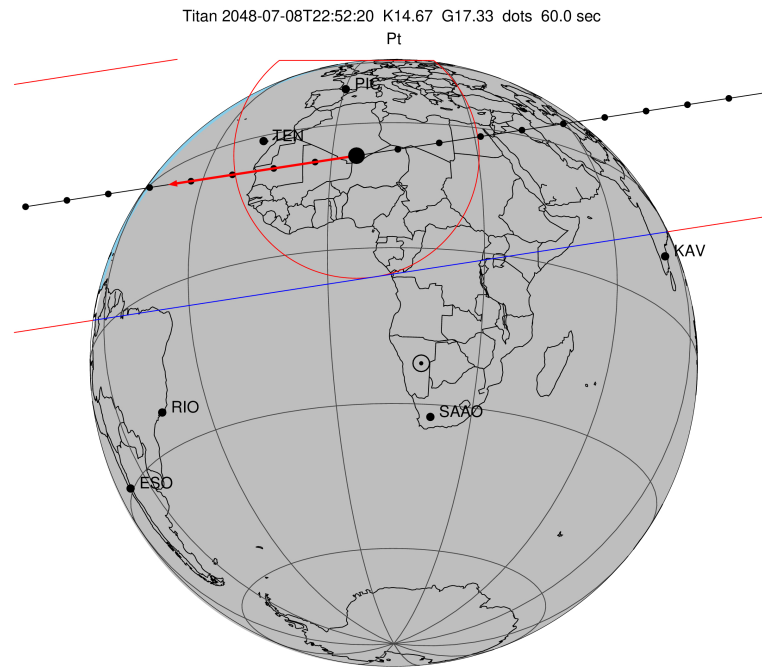 Titan 2048-07-08T22:52:20 K14.67 G17.33 dots 60.0 sec
Pt
PIC
TEN
KAV
RIO
SAAO
ESO